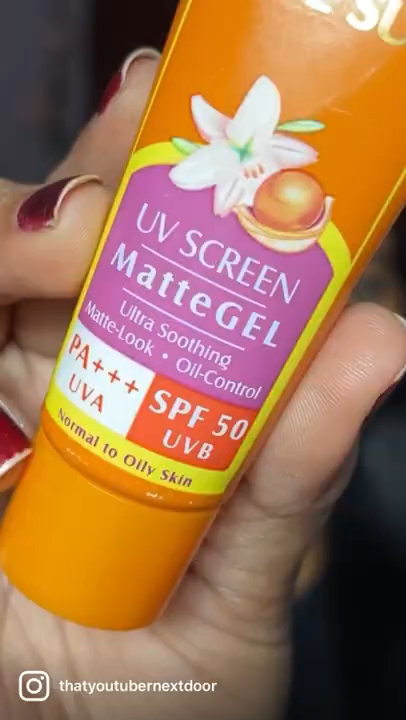 UV SCREEN
MatteGEL
Ultra Soothing
Matte-Look • Oil-Control
PA+++
UVA
SPF 50
UVB
Normal to Oily Skin
thatyoutubernextdoor